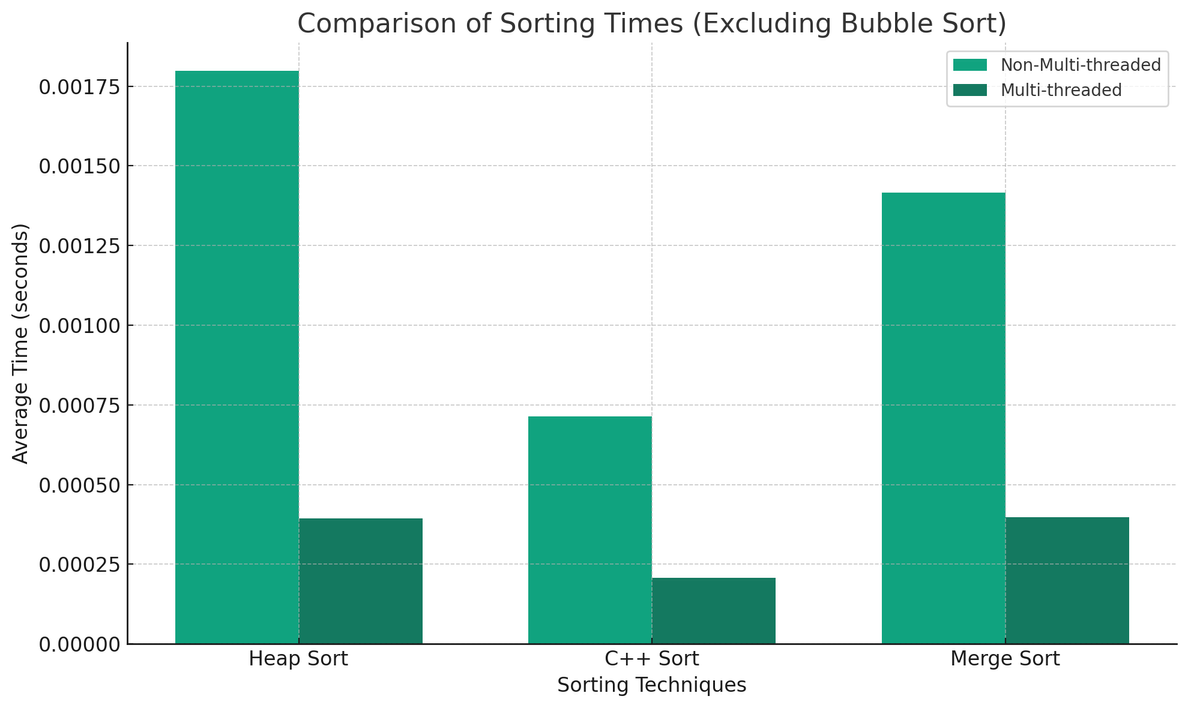 Comparison of Sorting Times (Excluding Bubble Sort)
Non-Multi-threaded
Multi-threaded
Average Time (seconds)
0.00175
0.00150
0.00125
0.00100
0.00075
0.00050
0.00025
0.00000
Heap Sort
C++ Sort
Merge Sort
Sorting Techniques